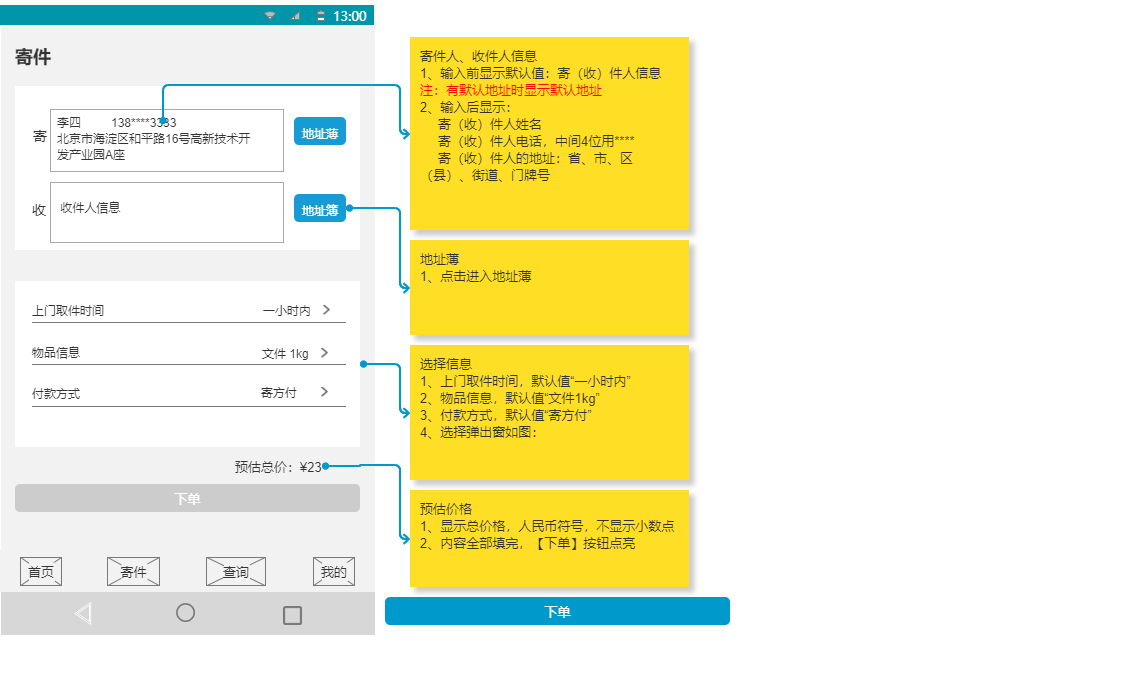 13:00
寄件
寄
李四 138****3333
北京市海淀区和平路16号高新技术开
发产业园A座
地址薄
收
收件人信息
地址簿
上门取件时间 一小时内
物品信息 文件 1kg
付款方式 寄方付
预估总价：¥23
下单
首页 寄件 查询 我的
寄件人、收件人信息
1、输入前显示默认值：寄（收）件人信息
注：有默认地址时显示默认地址
2、输入后显示：
寄（收）件人姓名
寄（收）件人电话，中间4位用****
寄（收）件人的地址：省、市、区
（县）、街道、门牌号
地址薄
1、点击进入地址薄
选择信息
1、上门取件时间，默认值“一小时内”
2、物品信息，默认值“文件1kg”
3、付款方式，默认值“寄方付”
4、选择弹出窗如图：
预估价格
1、显示总价格，人民币符号，不显示小数点
2、内容全部填完，【下单】按钮点亮
下单